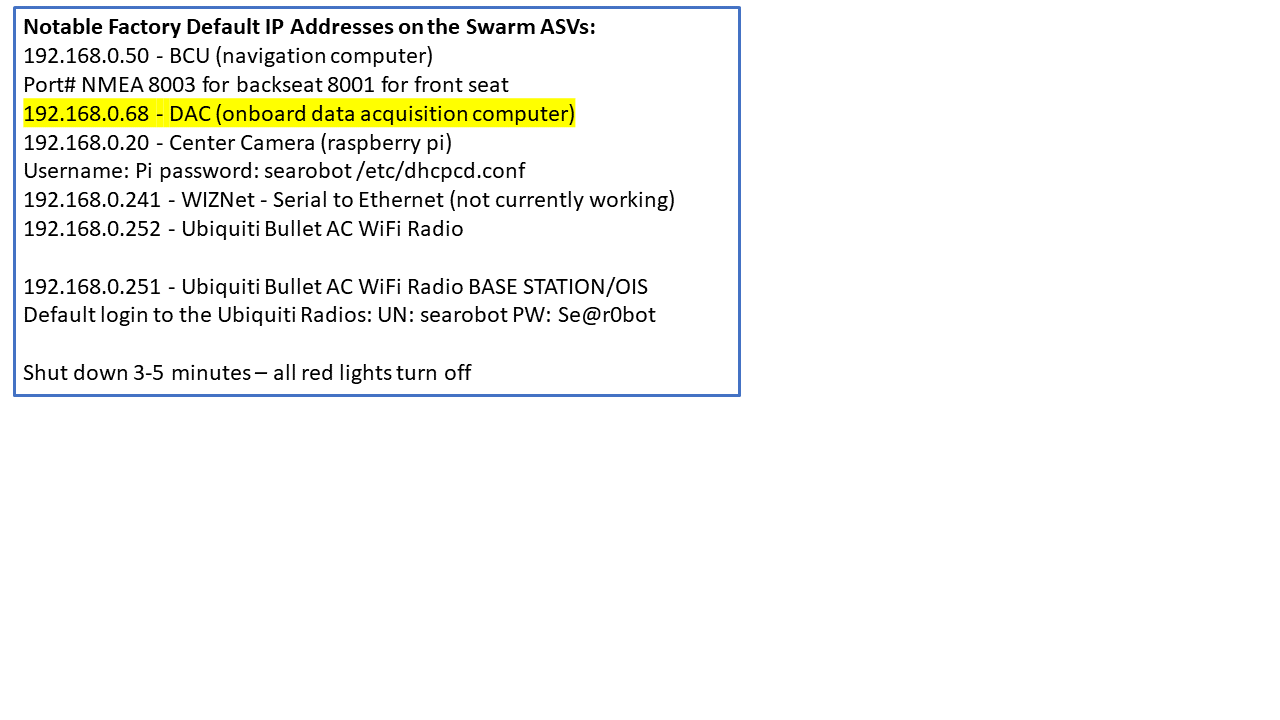 Notable Factory Default IP Addresses on the Swarm ASVs:
192.168.0.50 - BCU (navigation computer)
Port# NMEA 8003 for backseat 8001 for front seat
192.168.0.68 - DAC (onboard data acquisition computer)
192.168.0.20 - Center Camera (raspberry pi)
Username: Pi password: searobot /etc/dhcpcd.conf
192.168.0.241 - WIZNet - Serial to Ethernet (not currently working)
192.168.0.252 - Ubiquiti Bullet AC WiFi Radio
192.168.0.251 - Ubiquiti Bullet AC WiFi Radio BASE STATION/OIS
Default login to the Ubiquiti Radios: UN: searobot PW: Se@r0bot
Shut down 3-5 minutes – all red lights turn off